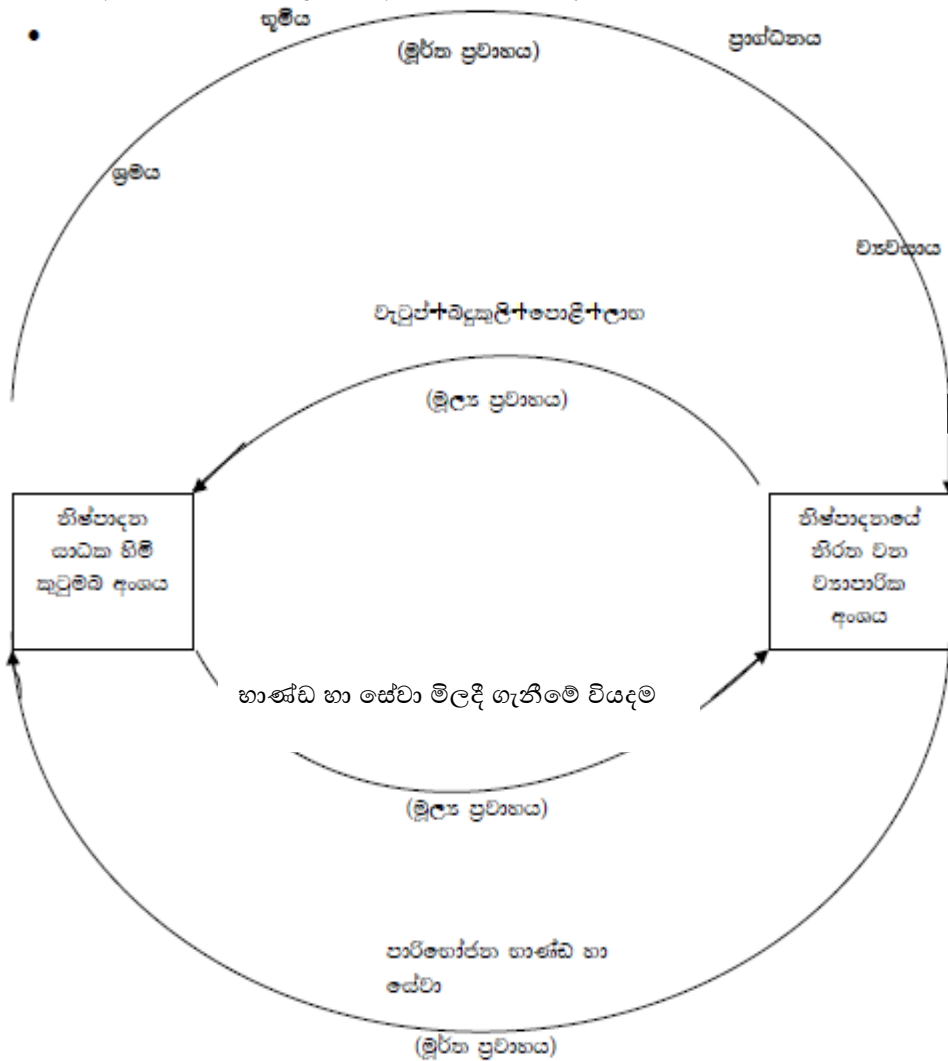 භූමිය
(මූර්ත ප්‍රවාහය)
ප්‍රාග්ධනය
ශ්‍රමය
ව්‍යවසාය
වැටුප්+බදුකුලි+පොළි+ලාභ
(මූල්‍ය ප්‍රවාහය)
නිෂ්පාදන
සාධක හිමි
කුටුම්බ අංශය
නිෂ්පාදනයේ
නිරත වන
ව්‍යාපාරික
අංශය
භාණ්ඩ හා සේවා මිලදී ගැනීමේ වියදම
(මූල්‍ය ප්‍රවාහය)
පාරිභෝජන භාණ්ඩ හා
සේවා
(මූර්ත ප්‍රවාහය)